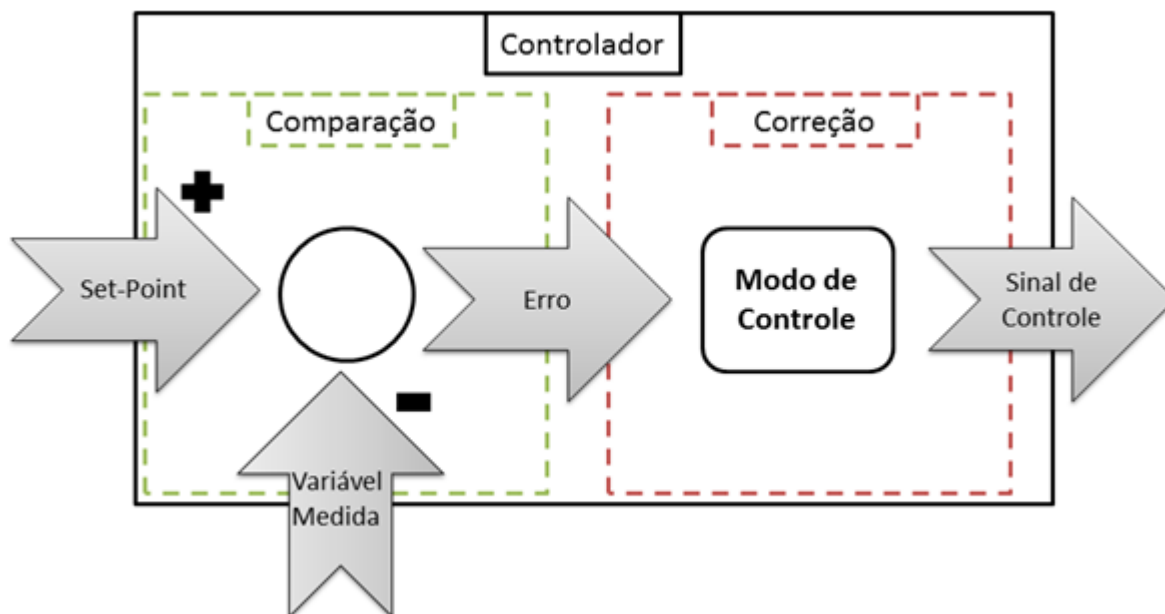 Controlador
Comparação
Correção
Set-Point
Erro
Modo de
Controle
Sinal de
Controle
Variável
Medida